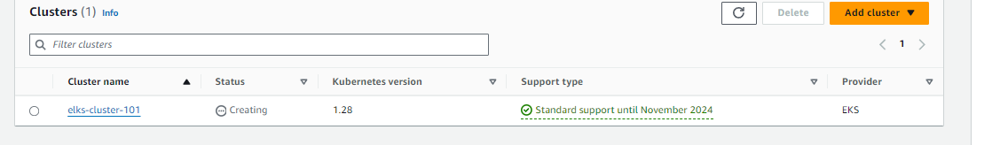 Clusters (1) Info
Delete
Add cluster
Filter clusters
1
Cluster name Status Kubernetes version Support type Provider
elks-cluster-101 Creating 1.28 Standard support until November 2024 EKS